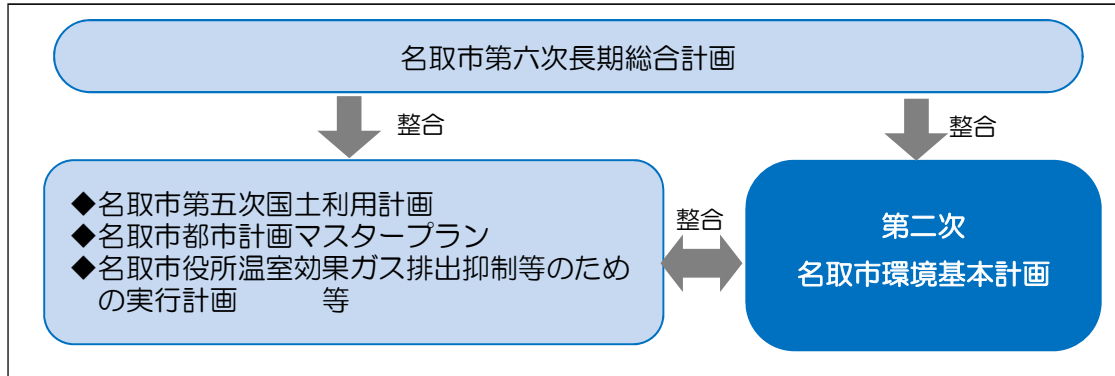 名取市第六次長期総合計画
整合
整合
◆名取市第五次国土利用計画
◆名取市都市計画マスタープラン
◆名取市役所温室効果ガス排出抑制等のため
の実行計画　　　等
整合
第二次
名取市環境基本計画